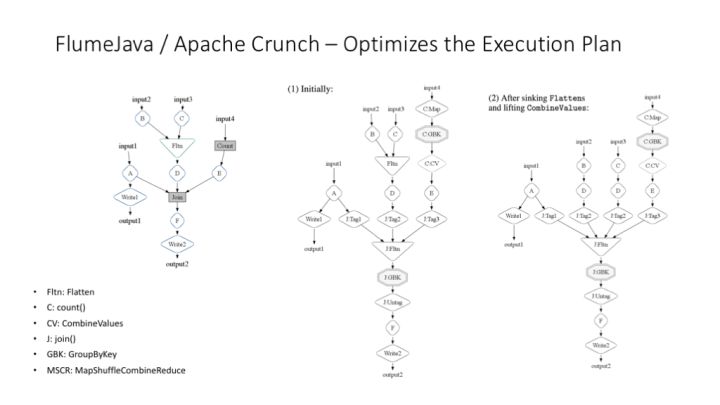 FlumeJava / Apache Crunch – Optimizes the Execution Plan
input2 input3
B C input4
input1 Fltn Count
A D E
Write1 Join
output1 F
Write2
output2
(1) Initially:
input4
input2 input3 C:Map
B C C:GBK
input1 Fltn C:CV
A D E
Write1 J:Tag1 J:Tag2 J:Tag3
output1 J:Fltn
J:GBK
J:Untag
F
Write2
output2
(2) After sinking Flattens
and lifting CombineValues:
input4
C:Map
input2 input3 C:GBK
input1 B C C:CV
A D D E
Write1 J:Tag1 J:Tag2 J:Tag2 J:Tag3
output1 J:Fltn
J:GBK
J:Untag
F
Write2
output2
• Fltn: Flatten
• C: count()
• CV: CombineValues
• J: join()
• GBK: GroupByKey
• MSCR: MapShuffleCombineReduce